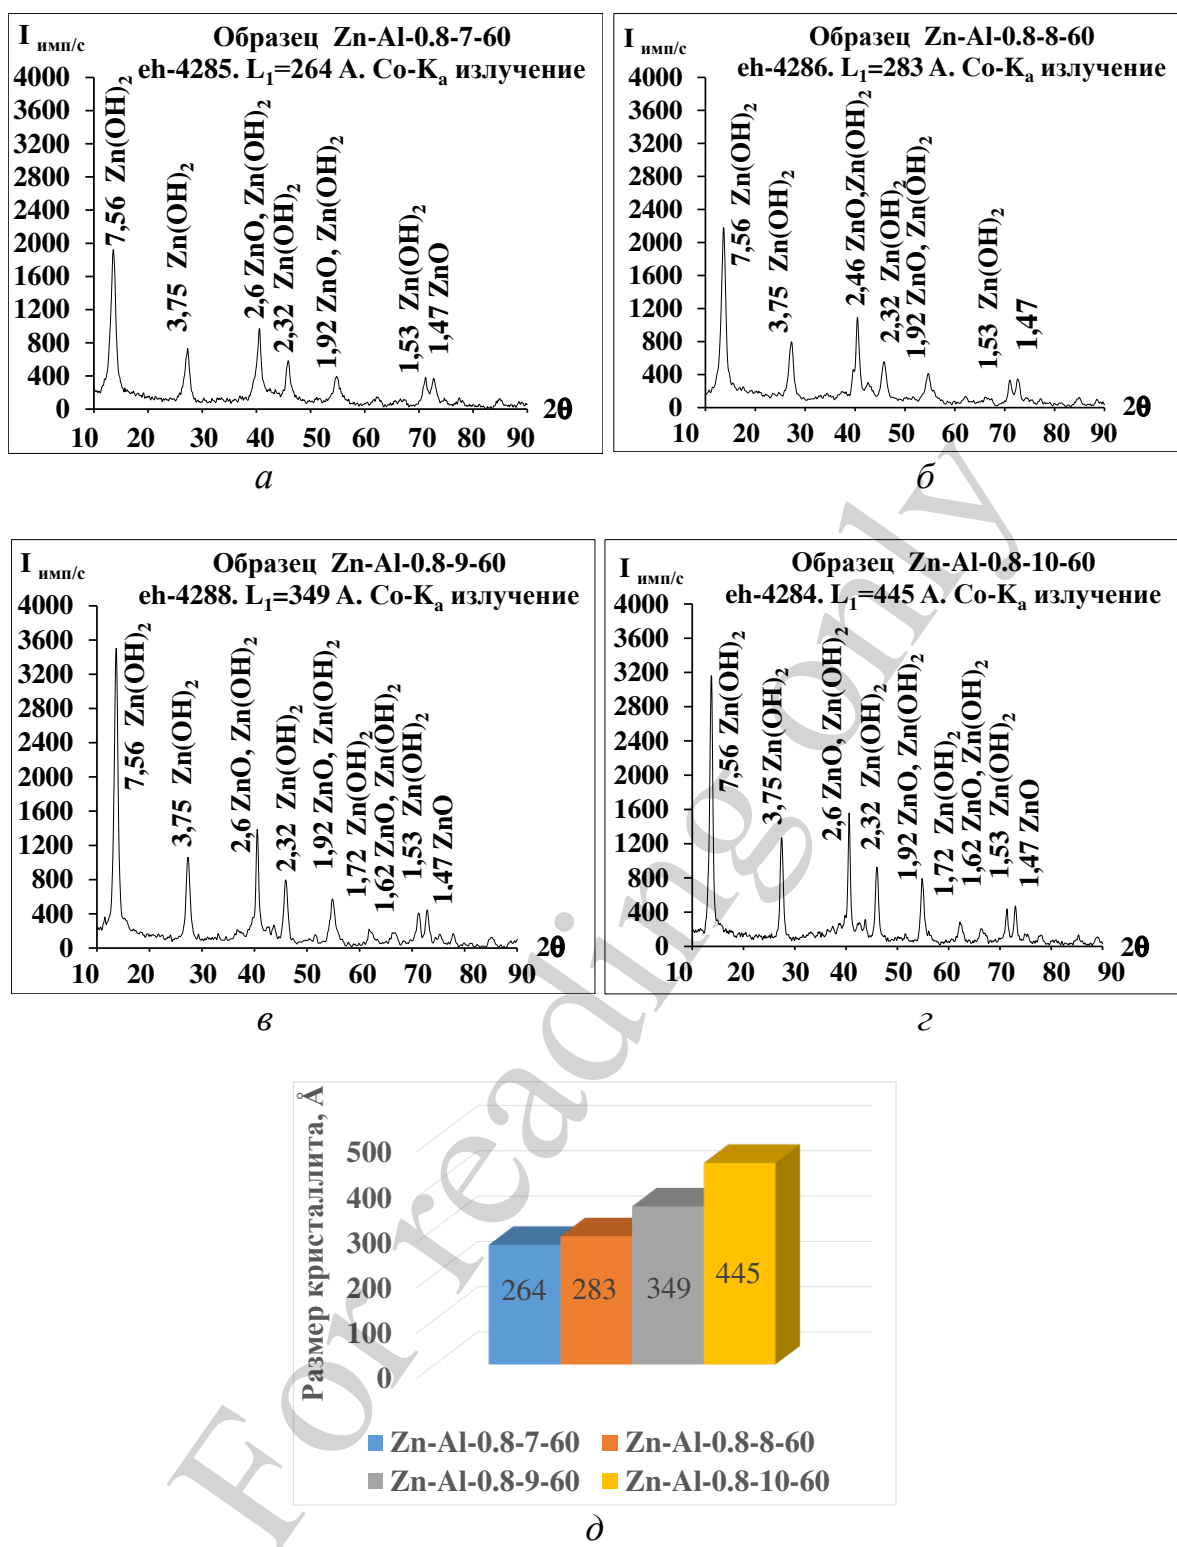 I имп/с
Образец Zn-Al-0.8-7-60
eh-4285. L₁=264 A. Co-Kₐ излучение
4000
3600
3200
2800
2400
2000
1600
1200
800
400
0
7,56 Zn(OH)₂
3,75 Zn(OH)₂
2,6 ZnO, Zn(OH)₂
2,32 Zn(OH)₂
1,92 ZnO, Zn(OH)₂
1,53 Zn(OH)₂
1,47 ZnO
2θ
10 20 30 40 50 60 70 80 90
а
I имп/с
Образец Zn-Al-0.8-8-60
eh-4286. L₁=283 A. Co-Kₐ излучение
4000
3600
3200
2800
2400
2000
1600
1200
800
400
0
7,56 Zn(OH)₂
3,75 Zn(OH)₂
2,46 ZnO,Zn(OH)₂
2,32 Zn(OH)₂
1,92 ZnO, Zn(OH)₂
1,53 Zn(OH)₂
1,47
2θ
10 20 30 40 50 60 70 80 90
б
I имп/с
Образец Zn-Al-0.8-9-60
eh-4288. L₁=349 A. Co-Kₐ излучение
4000
3600
3200
2800
2400
2000
1600
1200
800
400
0
7,56 Zn(OH)₂
3,75 Zn(OH)₂
2,6 ZnO, Zn(OH)₂
2,32 Zn(OH)₂
1,92 ZnO, Zn(OH)₂
1,72 Zn(OH)₂
1,62 ZnO, Zn(OH)₂
1,53 Zn(OH)₂
1.47 ZnO
2θ
10 20 30 40 50 60 70 80 90
в
I имп/с
Образец Zn-Al-0.8-10-60
eh-4284. L₁=445 A. Co-Kₐ излучение
4000
3600
3200
2800
2400
2000
1600
1200
800
400
0
7,56 Zn(OH)₂
3,75 Zn(OH)₂
2,6 ZnO, Zn(OH)₂
2,32 Zn(OH)₂
1,92 ZnO, Zn(OH)₂
1,72 Zn(OH)₂
1,62 ZnO, Zn(OH)₂
1,53 Zn(OH)₂
1,47 ZnO
2θ
10 20 30 40 50 60 70 80 90
г
Размер кристаллита, Å
500
400
300
200
100
0
264 283 349 445
Zn-Al-0.8-7-60 Zn-Al-0.8-8-60
Zn-Al-0.8-9-60 Zn-Al-0.8-10-60
д
For reading only